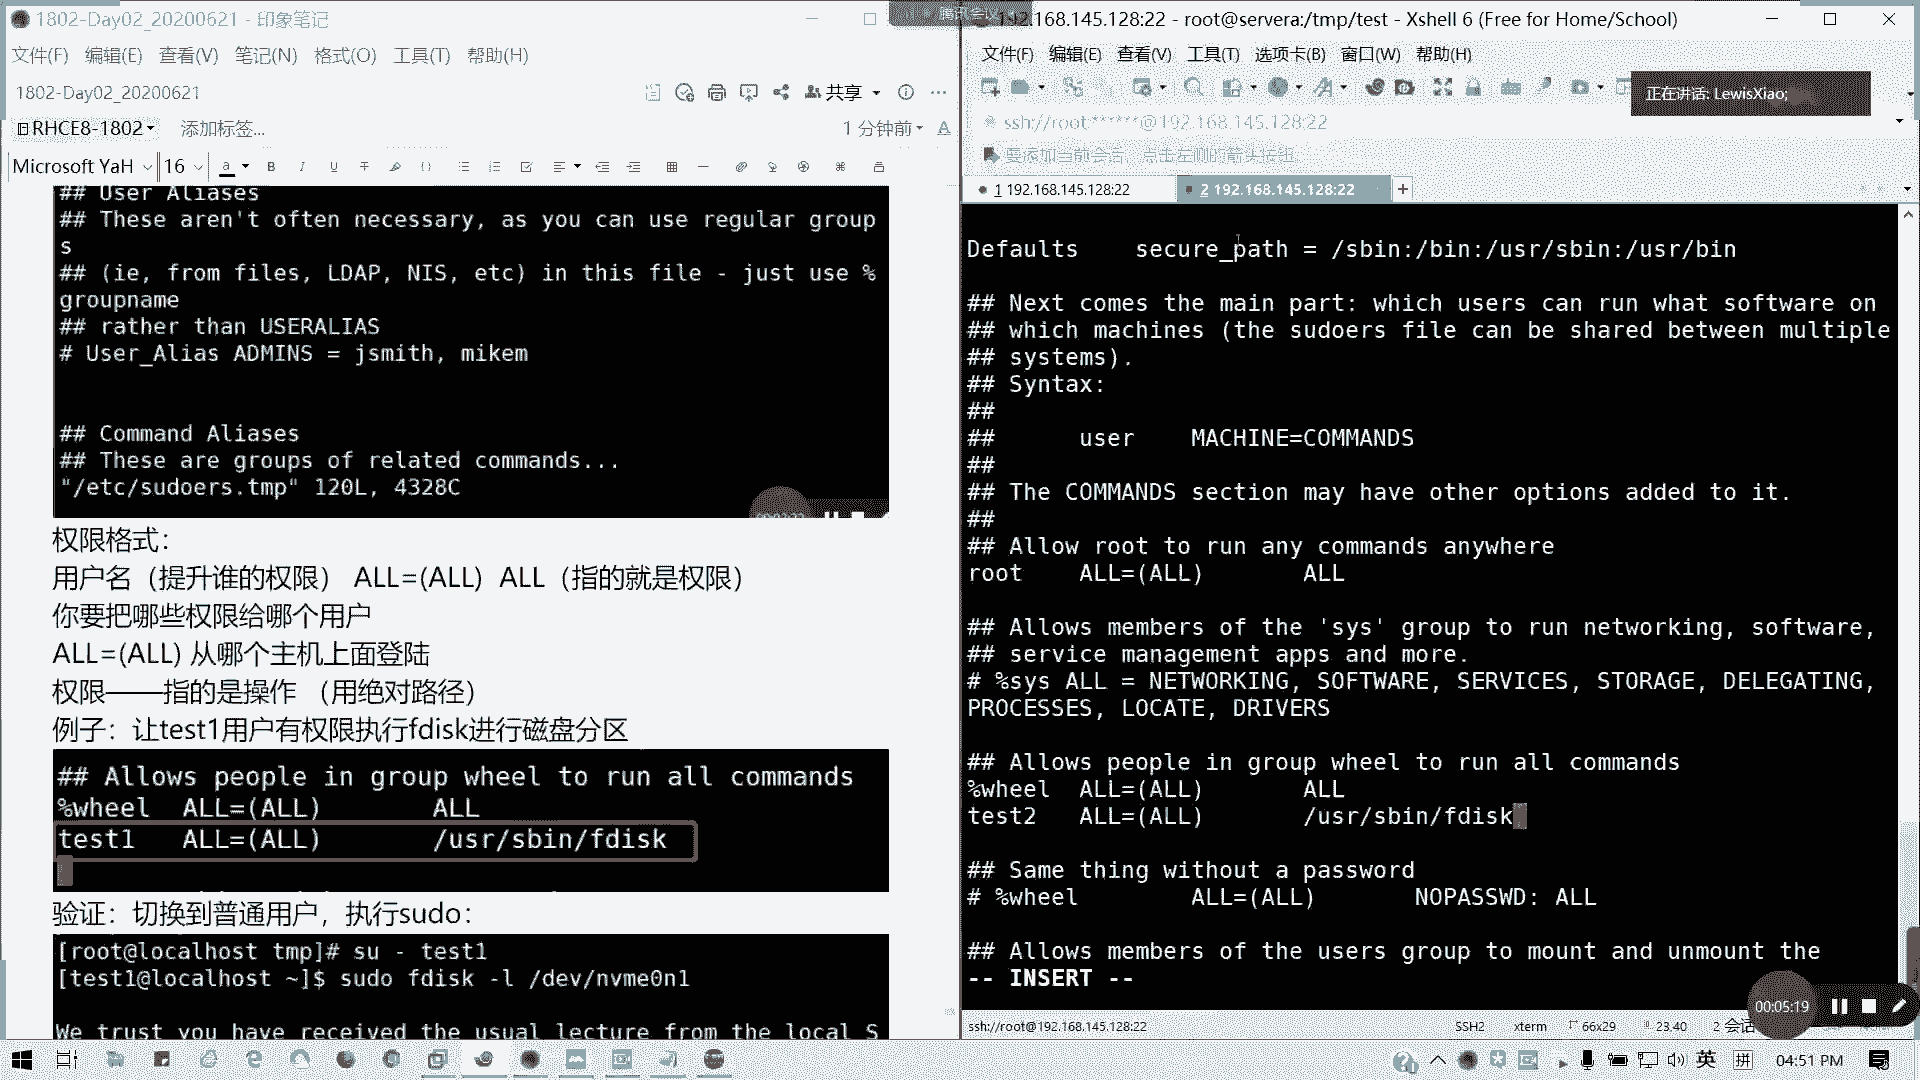 1802-Day02_20200621 - 印象笔记
文件(F) 编辑(E) 查看(V) 笔记(N) 格式(O) 工具(T) 帮助(H)
1802-Day02_20200621
共享
RHCE8-1802 添加标签...
1 分钟前
Microsoft YaH 16
## User Aliases
## These aren't often necessary, as you can use regular group
s
## (ie, from files, LDAP, NIS, etc) in this file - just use %
groupname
## rather than USERALIAS
# User_Alias ADMINS = jsmith, mikem
## Command Aliases
## These are groups of related commands...
"/etc/sudoers.tmp" 120L, 4328C
权限格式：
用户名（提升谁的权限） ALL=(ALL) ALL（指的就是权限）
你要把哪些权限给哪个用户
ALL=(ALL) 从哪个主机上面登陆
权限——指的是操作 （用绝对路径）
例子：让test1用户有权限执行fdisk进行磁盘分区
## Allows people in group wheel to run all commands
%wheel ALL=(ALL) ALL
test1 ALL=(ALL) /usr/sbin/fdisk
验证：切换到普通用户，执行sudo：
[root@localhost tmp]# su - test1
[test1@localhost ~]$ sudo fdisk -l /dev/nvme0n1
We trust you have received the usual lecture from the local S
腾讯会议
192.168.145.128:22 - root@servera:/tmp/test - Xshell 6 (Free for Home/School)
文件(F) 编辑(E) 查看(V) 工具(T) 选项卡(B) 窗口(W) 帮助(H)
正在讲话: LewisXiao;
ssh://root:******@192.168.145.128:22
要添加当前会话，点击左侧的箭头按钮。
1 192.168.145.128:22
2 192.168.145.128:22
Defaults secure_path = /sbin:/bin:/usr/sbin:/usr/bin
## Next comes the main part: which users can run what software on
## which machines (the sudoers file can be shared between multiple
## systems).
## Syntax:
##
## user MACHINE=COMMANDS
##
## The COMMANDS section may have other options added to it.
##
## Allow root to run any commands anywhere
root ALL=(ALL) ALL
## Allows members of the 'sys' group to run networking, software,
## service management apps and more.
# %sys ALL = NETWORKING, SOFTWARE, SERVICES, STORAGE, DELEGATING,
PROCESSES, LOCATE, DRIVERS
## Allows people in group wheel to run all commands
%wheel ALL=(ALL) ALL
test2 ALL=(ALL) /usr/sbin/fdisk
## Same thing without a password
# %wheel ALL=(ALL) NOPASSWD: ALL
## Allows members of the users group to mount and unmount the
-- INSERT --
00:05:19
ssh://root@192.168.145.128:22
SSH2 xterm 66x29 23,40 2 会话
英 拼 04:51 PM